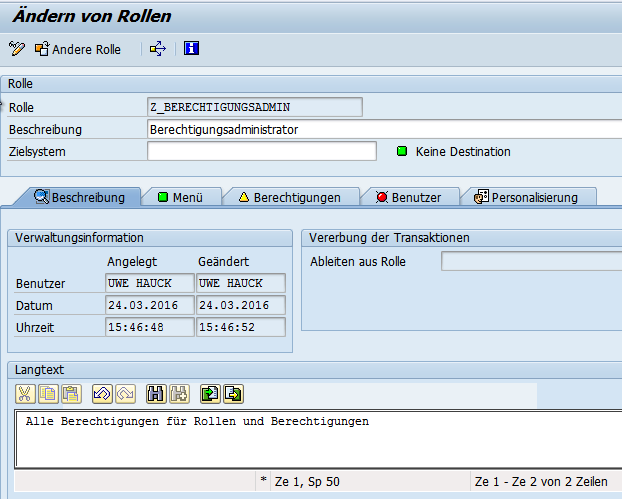 Ändern von Rollen
Andere Rolle
Rolle
Rolle Z_BERECHTIGUNGSADMIN
Beschreibung Berechtigungsadministrator
Zielsystem Keine Destination
Beschreibung Menü Berechtigungen Benutzer Personalisierung
Verwaltungsinformation Vererbung der Transaktionen
Angelegt Geändert Ableiten aus Rolle
Benutzer UWE HAUCK UWE HAUCK
Datum 24.03.2016 24.03.2016
Uhrzeit 15:46:48 15:46:52
Langtext
Alle Berechtigungen für Rollen und Berechtigungen
* Ze 1, Sp 50 Ze 1 - Ze 2 von 2 Zeilen